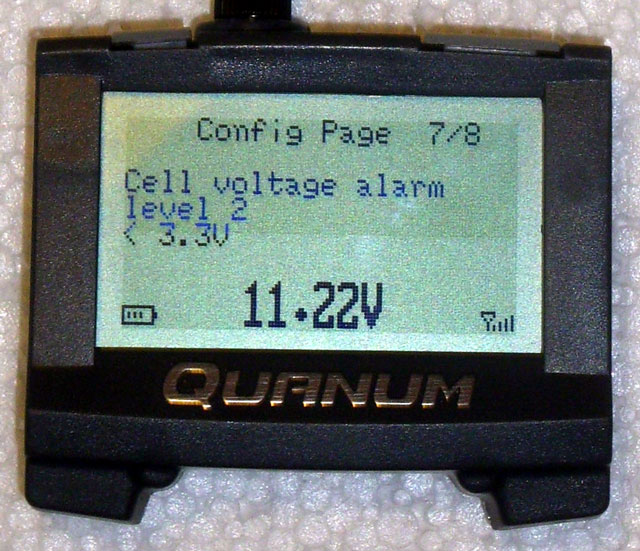 Config Page 7/8
Cell voltage alarm
level 2
< 3.3V
11.22V
QUANUM